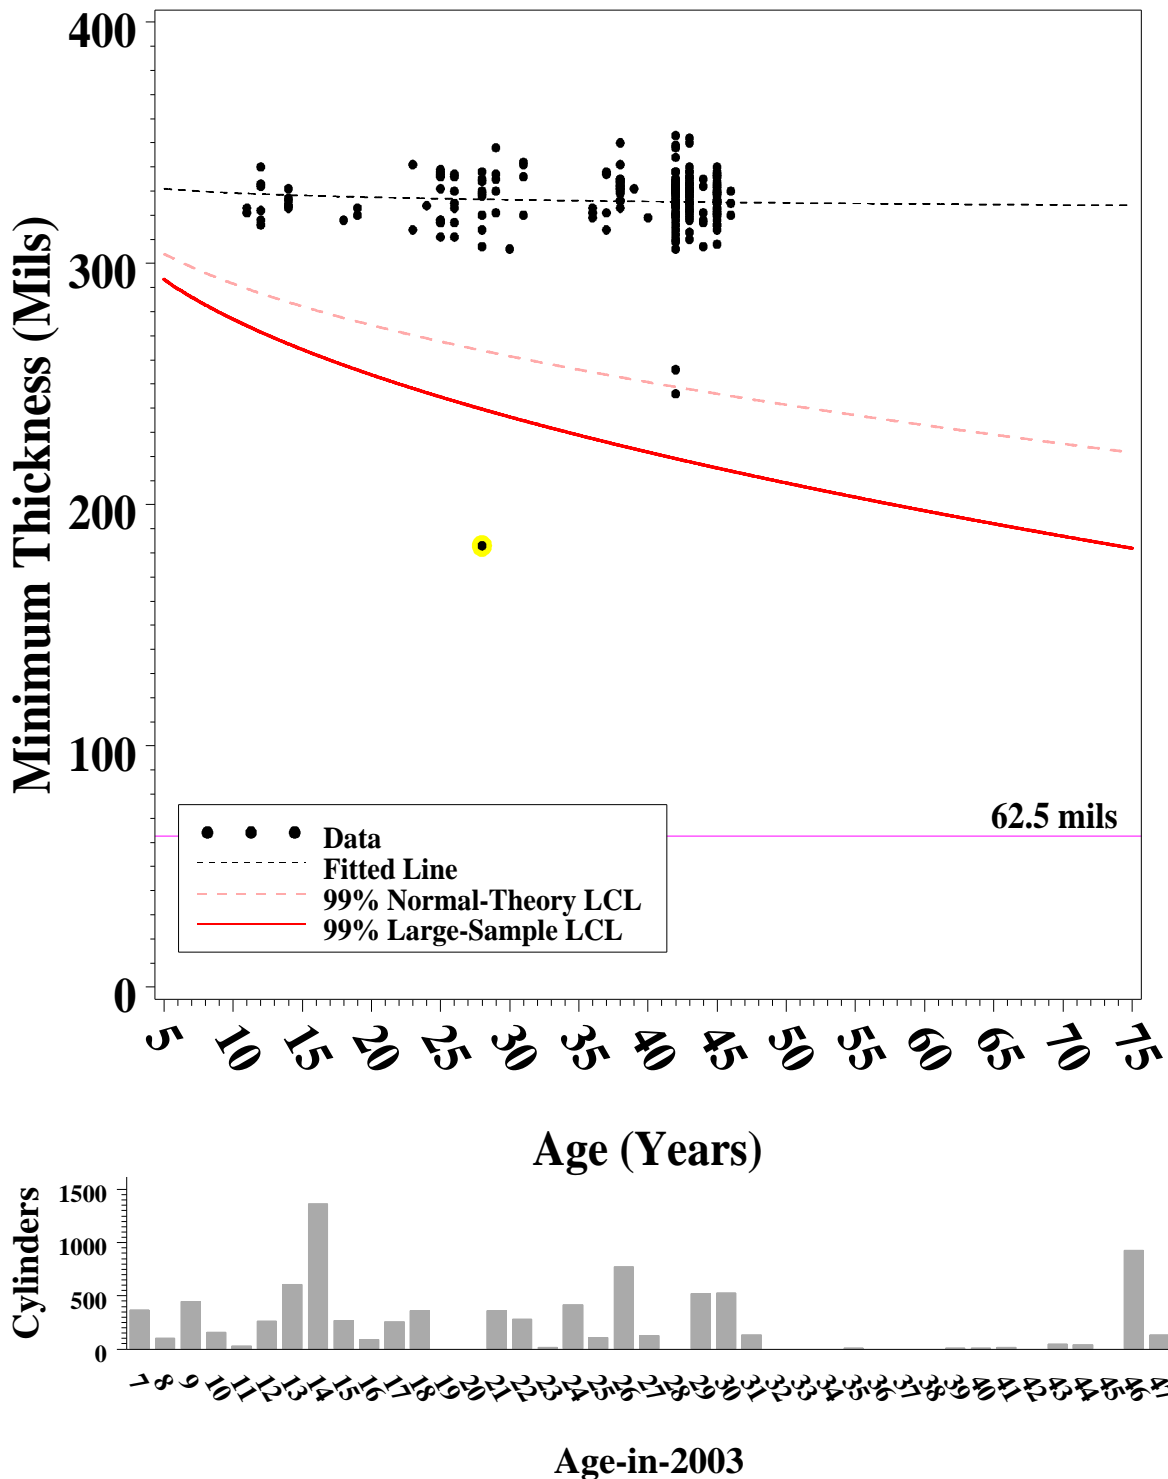 400
300
200
100
0
Minimum Thickness (Mils)
62.5 mils
Data
Fitted Line
99% Normal-Theory LCL
99% Large-Sample LCL
5 10 15 20 25 30 35 40 45 50 55 60 65 70 75
Age (Years)
1500
1000
500
0
Cylinders
7 8 9 10 11 12 13 14 15 16 17 18 19 20 21 22 23 24 25 26 27 28 29 30 31 32 33 34 35 36 37 38 39 40 41 42 43 44 45 46 47
Age-in-2003